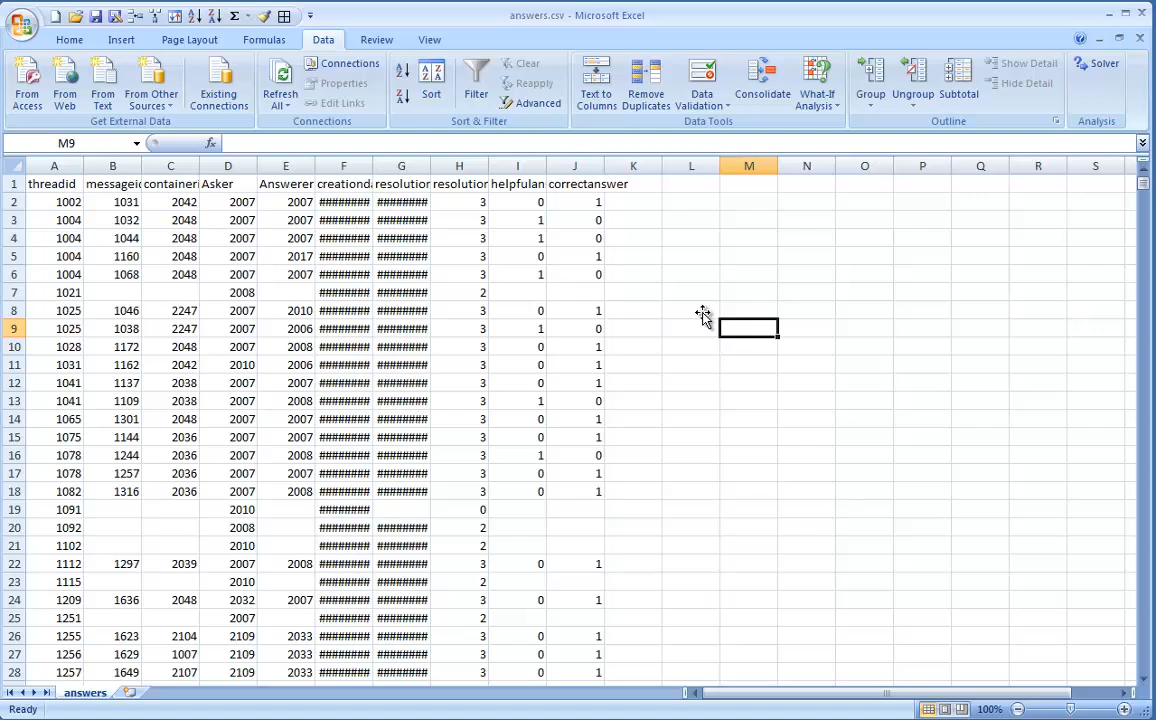 answers.csv - Microsoft Excel
Home Insert Page Layout Formulas Data Review View
From Access From Web From Text From Other Sources Existing Connections Refresh All Connections Properties Edit Links Sort Filter Clear Reapply Advanced Text to Columns Remove Duplicates Data Validation Consolidate What-If Analysis Group Ungroup Subtotal Show Detail Hide Detail Solver
Get External Data Connections Sort & Filter Data Tools Outline Analysis
M9 fx
A B C D E F G H I J K L M N O P Q R S
1 threadid messageid containeri Asker Answerer creationda resolution resolution helpfulan correctanswer
2 1002 1031 2042 2007 2007 ######## ######## 3 0 1
3 1004 1032 2048 2007 2007 ######## ######## 3 1 0
4 1004 1044 2048 2007 2007 ######## ######## 3 1 0
5 1004 1160 2048 2007 2017 ######## ######## 3 0 1
6 1004 1068 2048 2007 2007 ######## ######## 3 1 0
7 1021 2008 ######## ######## 2
8 1025 1046 2247 2007 2010 ######## ######## 3 0 1
9 1025 1038 2247 2007 2006 ######## ######## 3 1 0
10 1028 1172 2048 2007 2008 ######## ######## 3 0 1
11 1031 1162 2042 2010 2006 ######## ######## 3 0 1
12 1041 1137 2038 2007 2007 ######## ######## 3 0 1
13 1041 1109 2038 2007 2008 ######## ######## 3 1 0
14 1065 1301 2048 2007 2007 ######## ######## 3 0 1
15 1075 1144 2036 2007 2007 ######## ######## 3 0 1
16 1078 1244 2036 2007 2008 ######## ######## 3 1 0
17 1078 1257 2036 2007 2007 ######## ######## 3 0 1
18 1082 1316 2036 2007 2008 ######## ######## 3 0 1
19 1091 2010 ######## 0
20 1092 2008 ######## ######## 2
21 1102 2010 ######## ######## 2
22 1112 1297 2039 2007 2008 ######## ######## 3 0 1
23 1115 2010 ######## ######## 2
24 1209 1636 2048 2032 2007 ######## ######## 3 0 1
25 1251 2007 ######## ######## 2
26 1255 1623 2104 2109 2033 ######## ######## 3 0 1
27 1256 1629 1007 2109 2033 ######## ######## 3 0 1
28 1257 1649 2107 2109 2033 ######## ######## 3 0 1
answers
Ready 100%